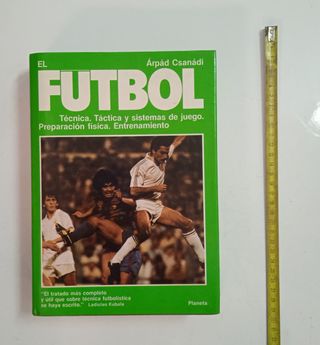 EL
Árpád Csanádi
FUTBOL
Técnica. Táctica y sistemas de juego.
Preparación física. Entrenamiento
"El tratado más completo
y útil que sobre técnica futbolística
se haya escrito." Ladislao Kubala
Planeta